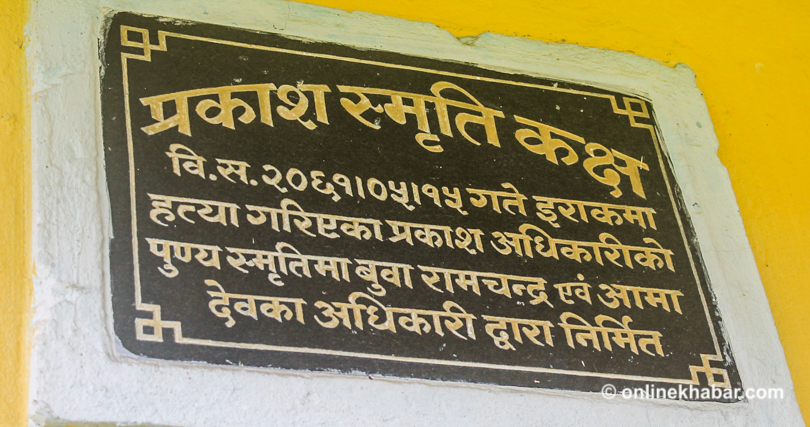 प्रकाश स्मृति कक्ष
वि.स.२०६१।०५।१५ गते इराकमा
हत्या गरिएका प्रकाश अधिकारीको
पुण्य स्मृतिमा बुवा रामचन्द्र एवं आमा
देवका अधिकारी द्वारा निर्मित
© onlinekhabar.com